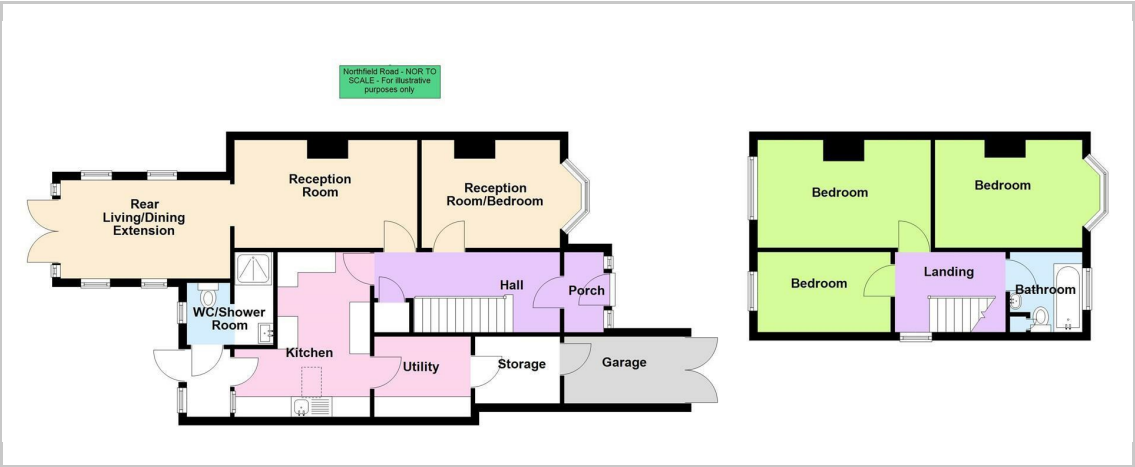 Northfield Road - NOR TO
SCALE - For illustrative
purposes only
Reception
Room
Reception
Room/Bedroom
Rear
Living/Dining
Extension
Hall
Porch
WC/Shower
Room
Kitchen
Utility
Storage
Garage
Bedroom
Bedroom
Bedroom
Landing
Bathroom